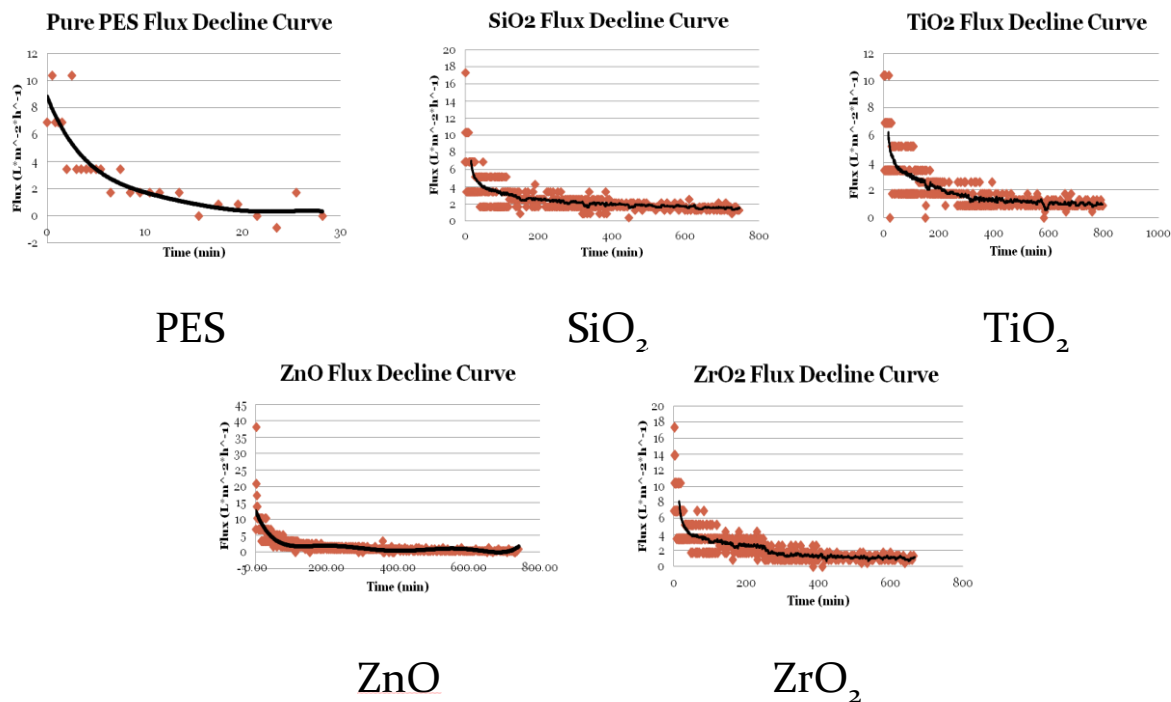 Pure PES Flux Decline Curve
Flux (L*m^-2*h^-1)
12
10
8
6
4
2
0
-2
0 10 20 30
Time (min)
PES
SiO2 Flux Decline Curve
Flux (L*m^-2*h^-1)
20
18
16
14
12
10
8
6
4
2
0
0 200 400 600 800
Time (min)
SiO₂
TiO2 Flux Decline Curve
Flux (L*m^-2*h^-1)
12
10
8
6
4
2
0
0 200 400 600 800 1000
Time (min)
TiO₂
ZnO Flux Decline Curve
Flux (L*m^-2*h^-1)
45
40
35
30
25
20
15
10
5
0
200.00 400.00 600.00 800.00
Time (min)
ZnO
ZrO2 Flux Decline Curve
Flux (L*m^-2*h^-1)
20
18
16
14
12
10
8
6
4
2
0
0 200 400 600 800
Time (min)
ZrO₂